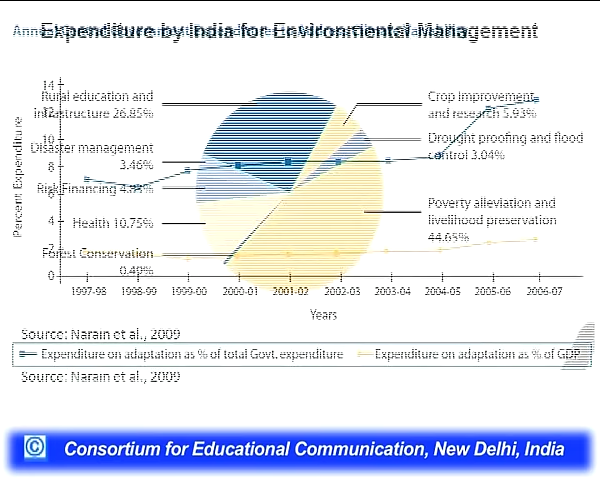 Expenditure by India for Environmental Management
14
Rural education and
infrastructure 26.85%
Crop improvement
and research 5.93%
12
10
Drought proofing and flood
control 3.04%
Disaster management
3.46%
8
Risk Financing
6
Poverty alleviation and
livelihood preservation
44.65%
Health 10.75%
4
2
Forest Conservation
0.49%
0
Percent Expenditure
1997-98 1998-99 1999-00 2000-01 2001-02 2002-03 2003-04 2004-05 2005-06 2006-07
Years
Source: Narain et al., 2009
Expenditure on adaptation as % of total Govt. expenditure Expenditure on adaptation as % of GDP
Source: Narain et al., 2009
© Consortium for Educational Communication, New Delhi, India